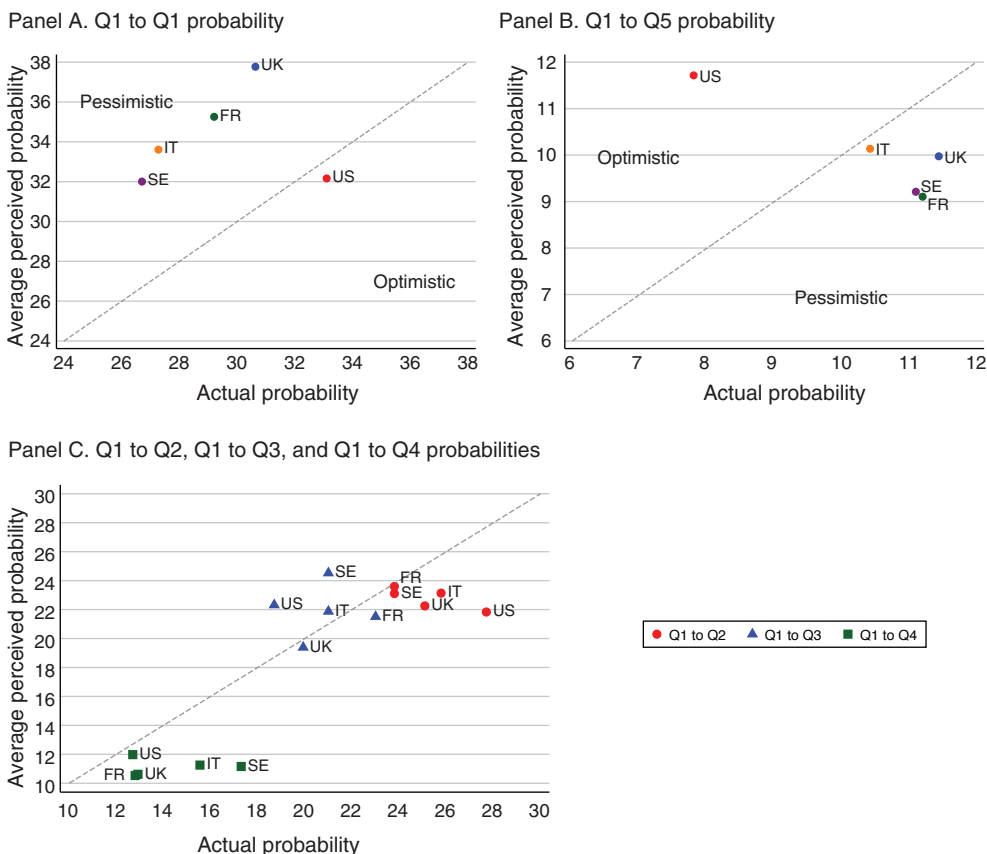 Panel A. Q1 to Q1 probability
Average perceived probability
38
36
34
32
30
28
26
24
Pessimistic
UK
FR
IT
SE
US
Optimistic
24 26 28 30 32 34 36 38
Actual probability
Panel B. Q1 to Q5 probability
Average perceived probability
12
11
10
9
8
7
6
US
Optimistic
IT
UK
SE
FR
Pessimistic
6 7 8 9 10 11 12
Actual probability
Panel C. Q1 to Q2, Q1 to Q3, and Q1 to Q4 probabilities
Average perceived probability
30
28
26
24
22
20
18
16
14
12
10
SE
FR
SE
IT
US
IT
FR
UK
US
UK
US
FR
UK
IT
SE
10 12 14 16 18 20 22 24 26 28 30
Actual probability
Q1 to Q2 Q1 to Q3 Q1 to Q4